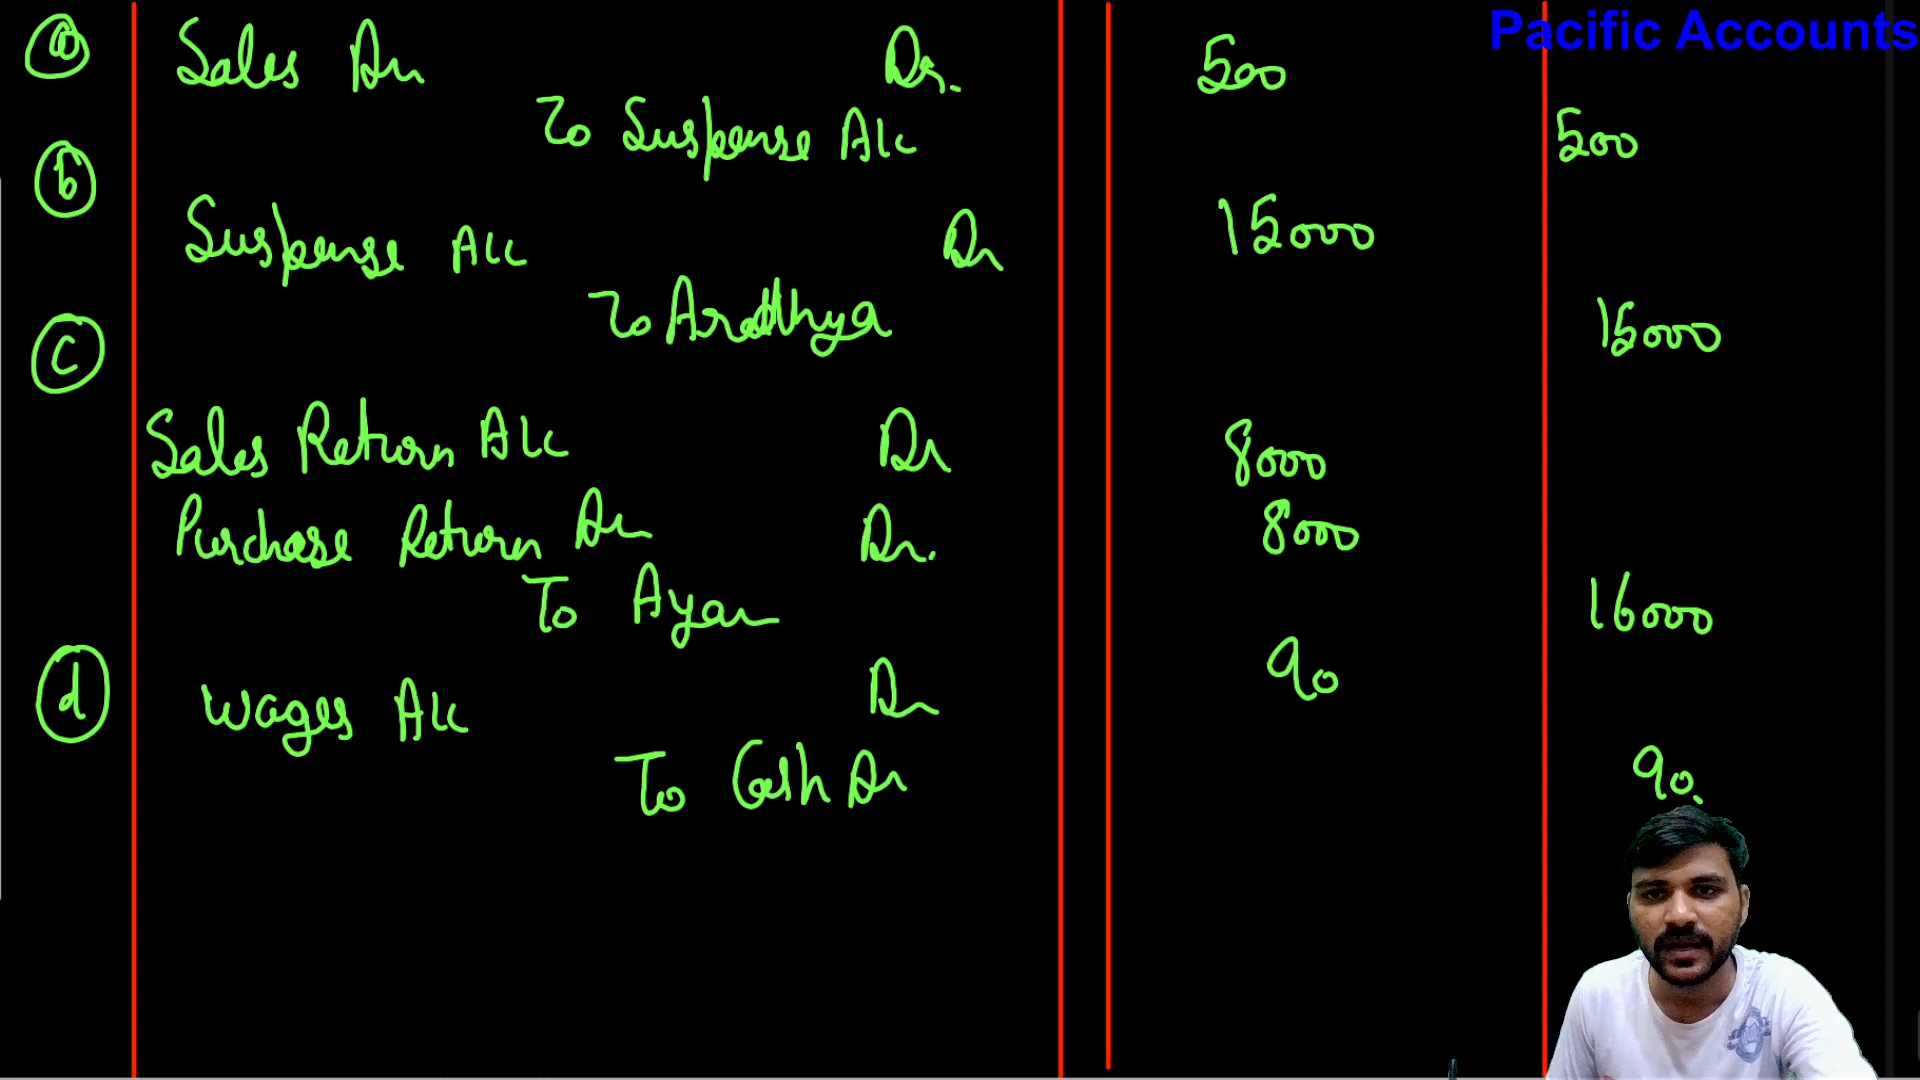 Pacific Accounts
a Sales A/c Dr. 500
To Suspense A/c 500
b
Suspense A/c Dr 15000
To Aradhya 15000
c
Sales Return A/c Dr 8000
Purchase Return A/c Dr. 8000
To Ayan 16000
d Wages A/c Dr 90
To Cash A/c 90.